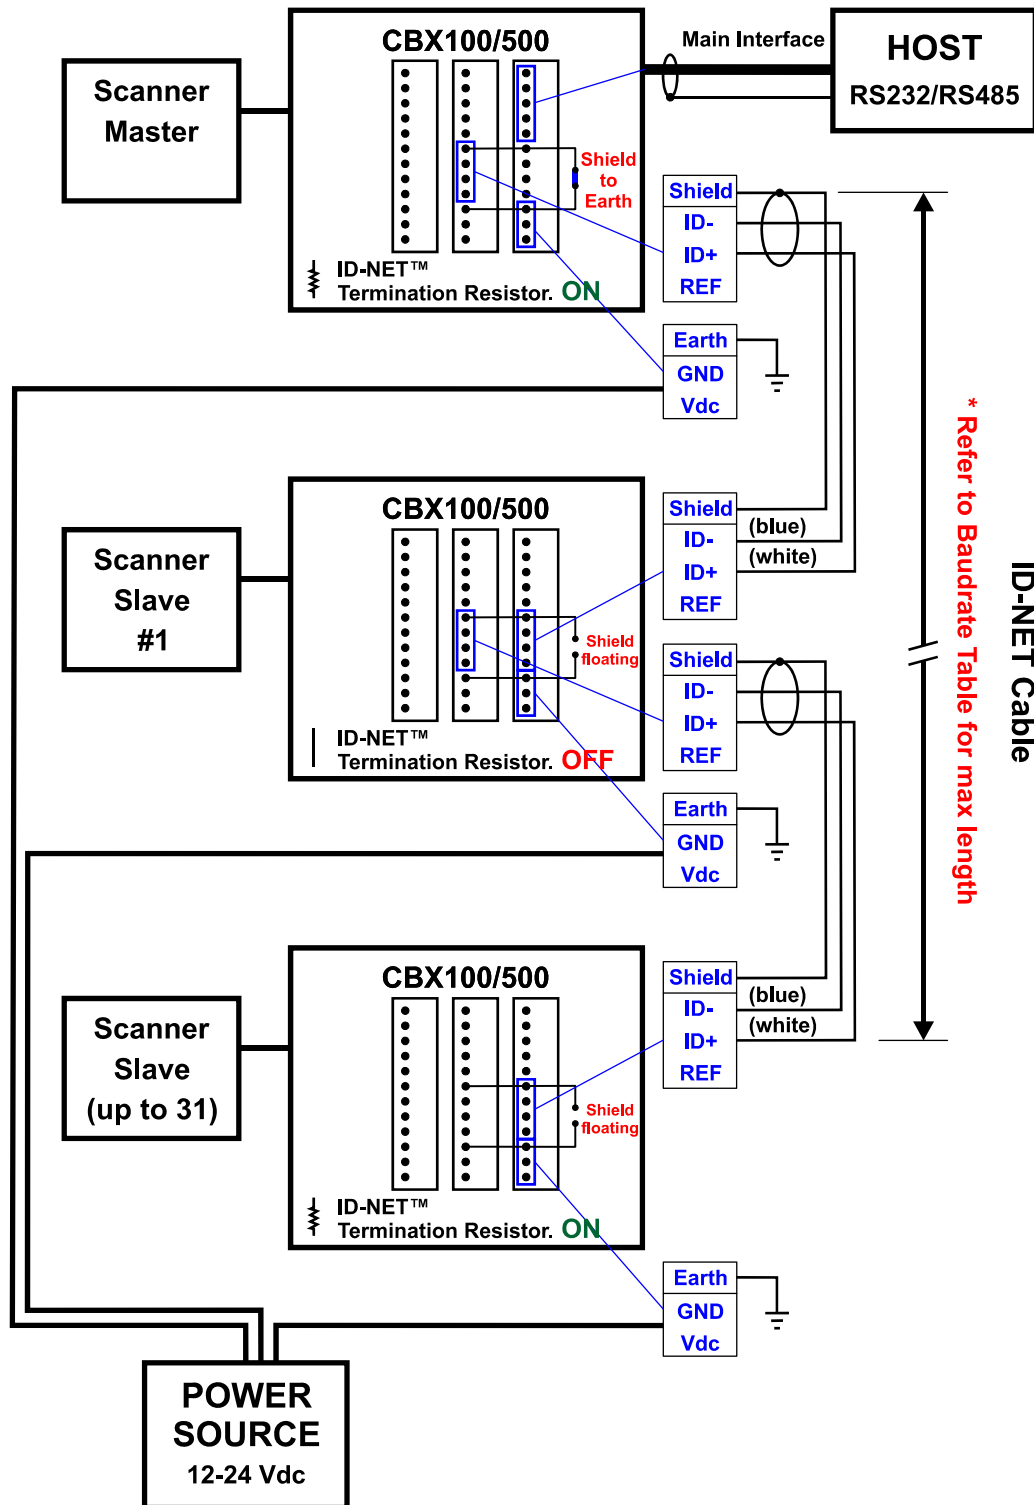 CBX100/500
Main Interface
HOST
RS232/RS485
Scanner
Master
Shield
to
Earth
ID-NET™
Termination Resistor. ON
Shield
ID-
ID+
REF
Earth
GND
Vdc
CBX100/500
Scanner
Slave
#1
Shield
floating
ID-NET™
Termination Resistor. OFF
Shield
ID-
ID+
REF
(blue)
(white)
Shield
ID-
ID+
REF
Earth
GND
Vdc
* Refer to Baudrate Table for max length
ID-NET Cable
CBX100/500
Scanner
Slave
(up to 31)
Shield
floating
ID-NET™
Termination Resistor. ON
Shield
ID-
ID+
REF
(blue)
(white)
Earth
GND
Vdc
POWER
SOURCE
12-24 Vdc